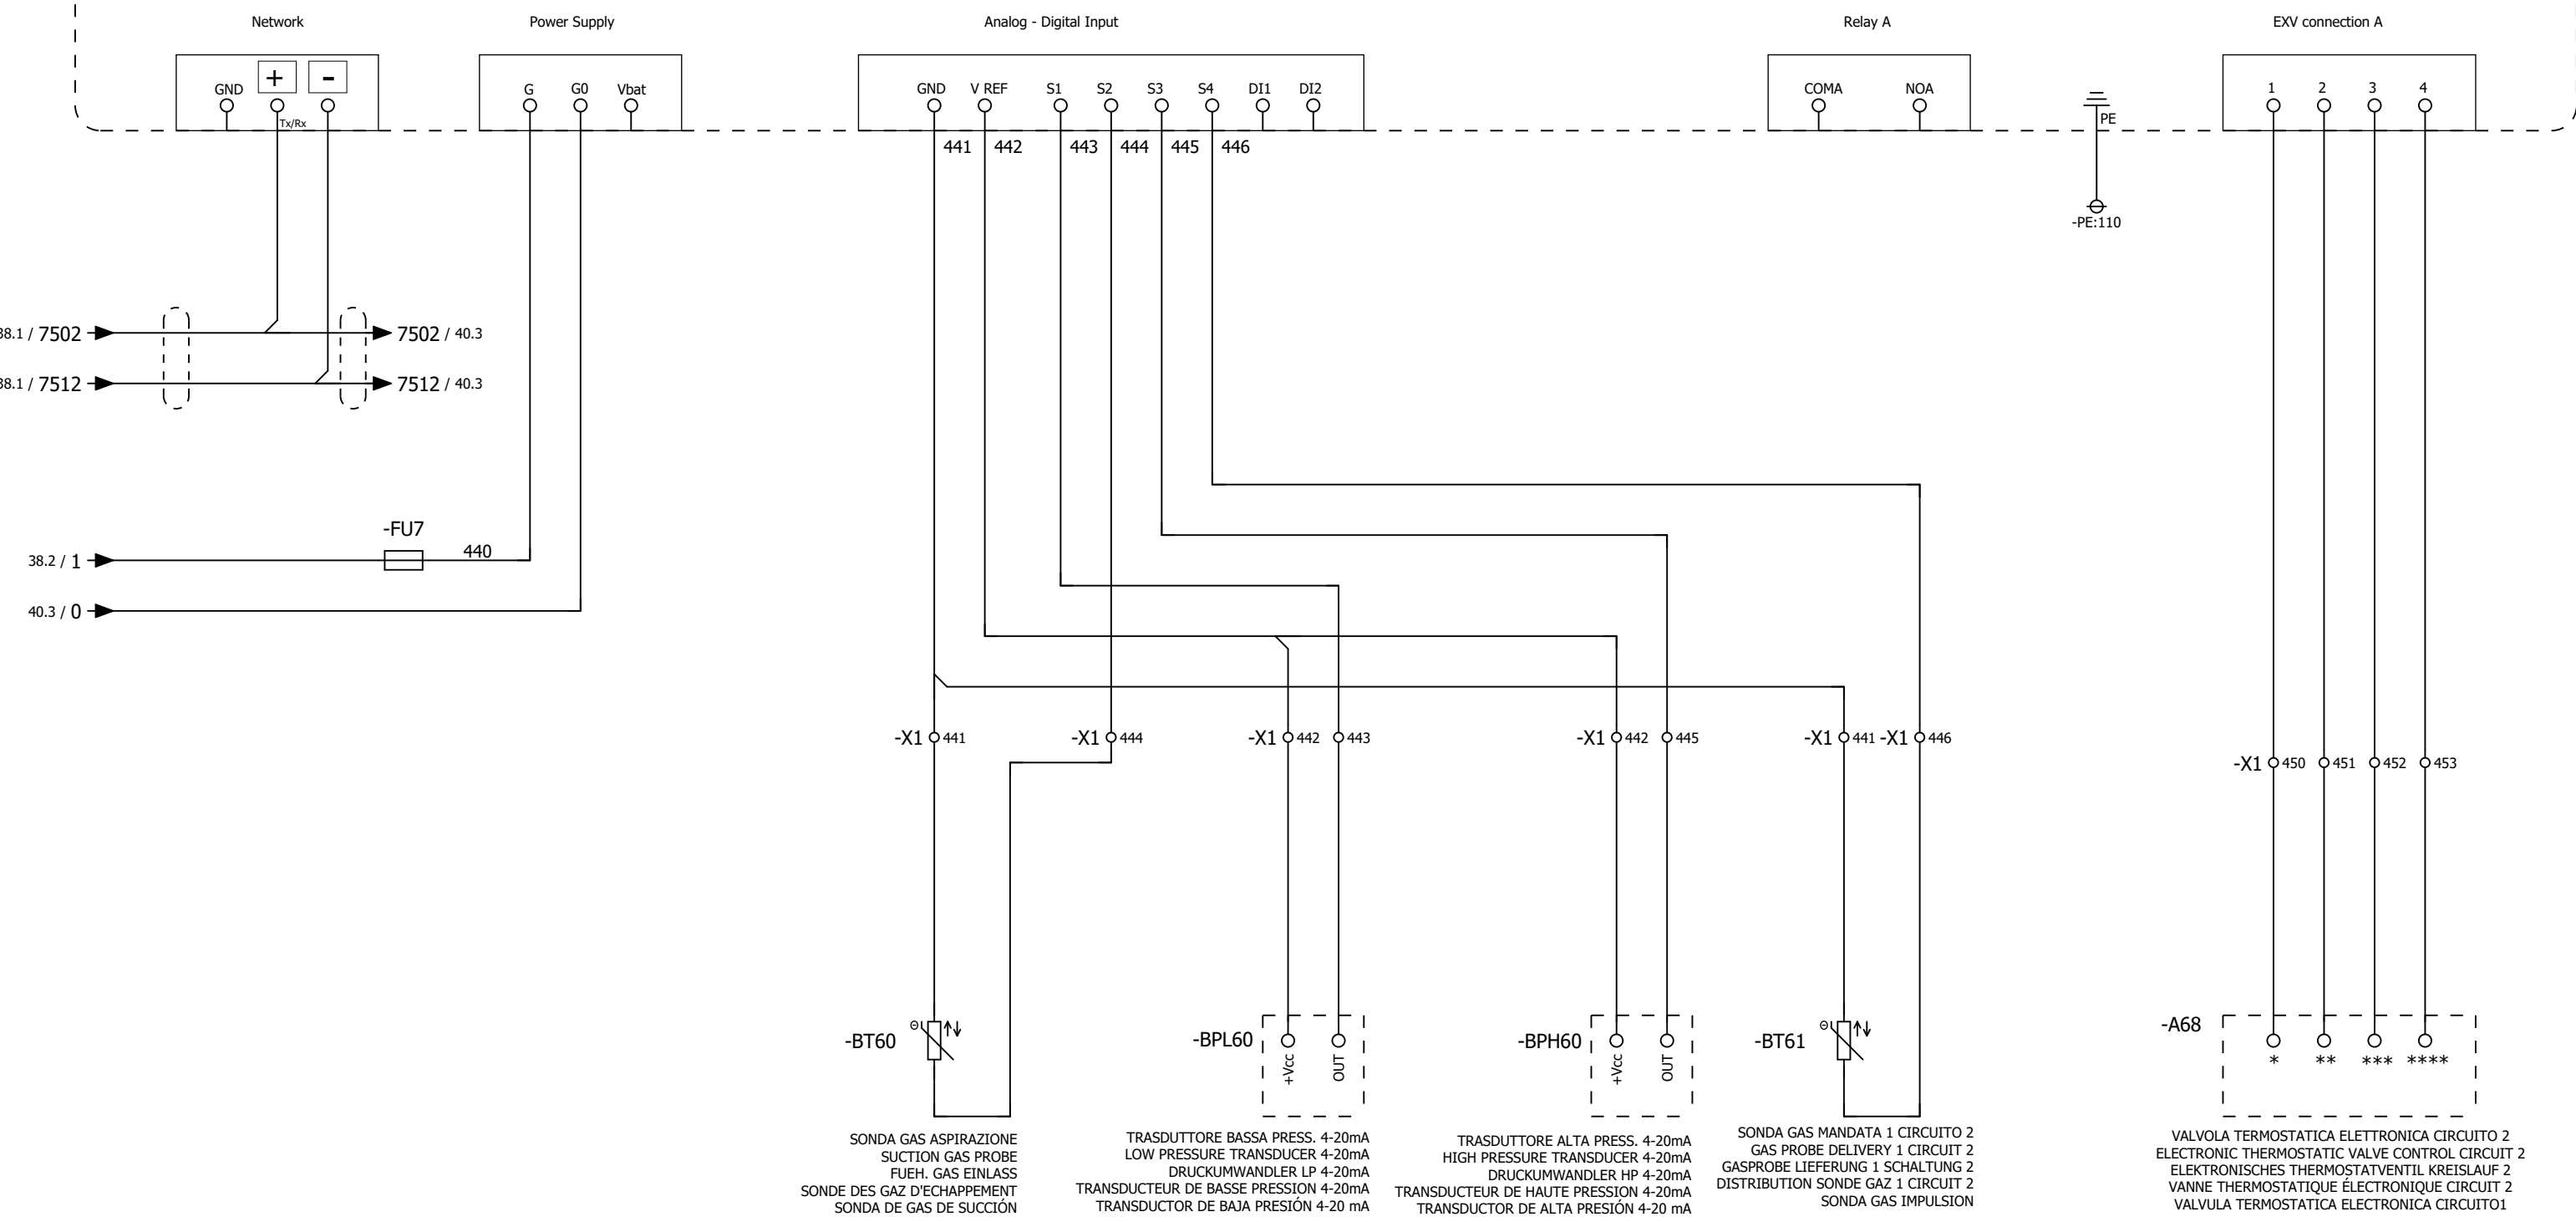 Network
Power Supply
Analog - Digital Input
Relay A
EXV connection A
GND + -
Tx/Rx
G G0 Vbat
GND V REF S1 S2 S3 S4 DI1 DI2
COMA NOA
PE
1 2 3 4
441 442 443 444 445 446
-PE:110
38.1 / 7502
7502 / 40.3
38.1 / 7512
7512 / 40.3
-FU7
38.2 / 1
440
40.3 / 0
-X1 441
-X1 444
-X1 442 443
-X1 442 445
-X1 441
-X1 446
-X1 450 451 452 453
-BT60
Θ
-BPL60
+Vcc OUT
-BPH60
+Vcc OUT
-BT61
Θ
-A68
* ** *** ****
SONDA GAS ASPIRAZIONE
SUCTION GAS PROBE
FUEH. GAS EINLASS
SONDE DES GAZ D'ECHAPPEMENT
SONDA DE GAS DE SUCCIÓN
TRASDUTTORE BASSA PRESS. 4-20mA
LOW PRESSURE TRANSDUCER 4-20mA
DRUCKUMWANDLER LP 4-20mA
TRANSDUCTEUR DE BASSE PRESSION 4-20mA
TRANSDUCTOR DE BAJA PRESIÓN 4-20 mA
TRASDUTTORE ALTA PRESS. 4-20mA
HIGH PRESSURE TRANSDUCER 4-20mA
DRUCKUMWANDLER HP 4-20mA
TRANSDUCTEUR DE HAUTE PRESSION 4-20mA
TRANSDUCTOR DE ALTA PRESIÓN 4-20 mA
SONDA GAS MANDATA 1 CIRCUITO 2
GAS PROBE DELIVERY 1 CIRCUIT 2
GASPROBE LIEFERUNG 1 SCHALTUNG 2
DISTRIBUTION SONDE GAZ 1 CIRCUIT 2
SONDA GAS IMPULSION
VALVOLA TERMOSTATICA ELETTRONICA CIRCUITO 2
ELECTRONIC THERMOSTATIC VALVE CONTROL CIRCUIT 2
ELEKTRONISCHES THERMOSTATVENTIL KREISLAUF 2
VANNE THERMOSTATIQUE ÉLECTRONIQUE CIRCUIT 2
VALVULA TERMOSTATICA ELECTRONICA CIRCUITO1